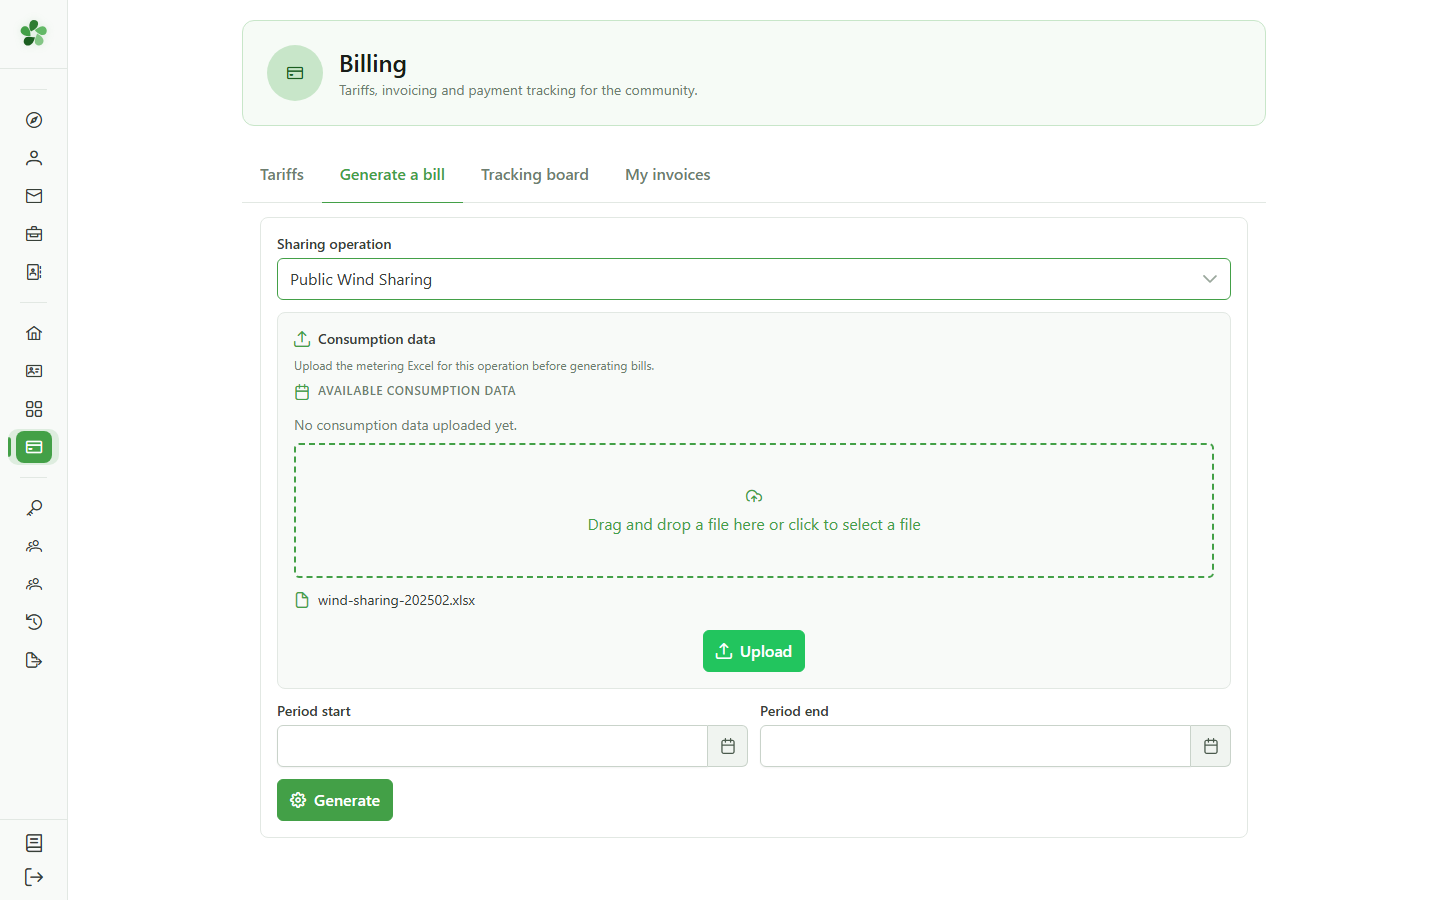 Billing
Tariffs, invoicing and payment tracking for the community.
Tariffs
Generate a bill
Tracking board
My invoices
Sharing operation
Public Wind Sharing
Consumption data
Upload the metering Excel for this operation before generating bills.
AVAILABLE CONSUMPTION DATA
No consumption data uploaded yet.
Drag and drop a file here or click to select a file
wind-sharing-202502.xlsx
Upload
Period start
Period end
Generate